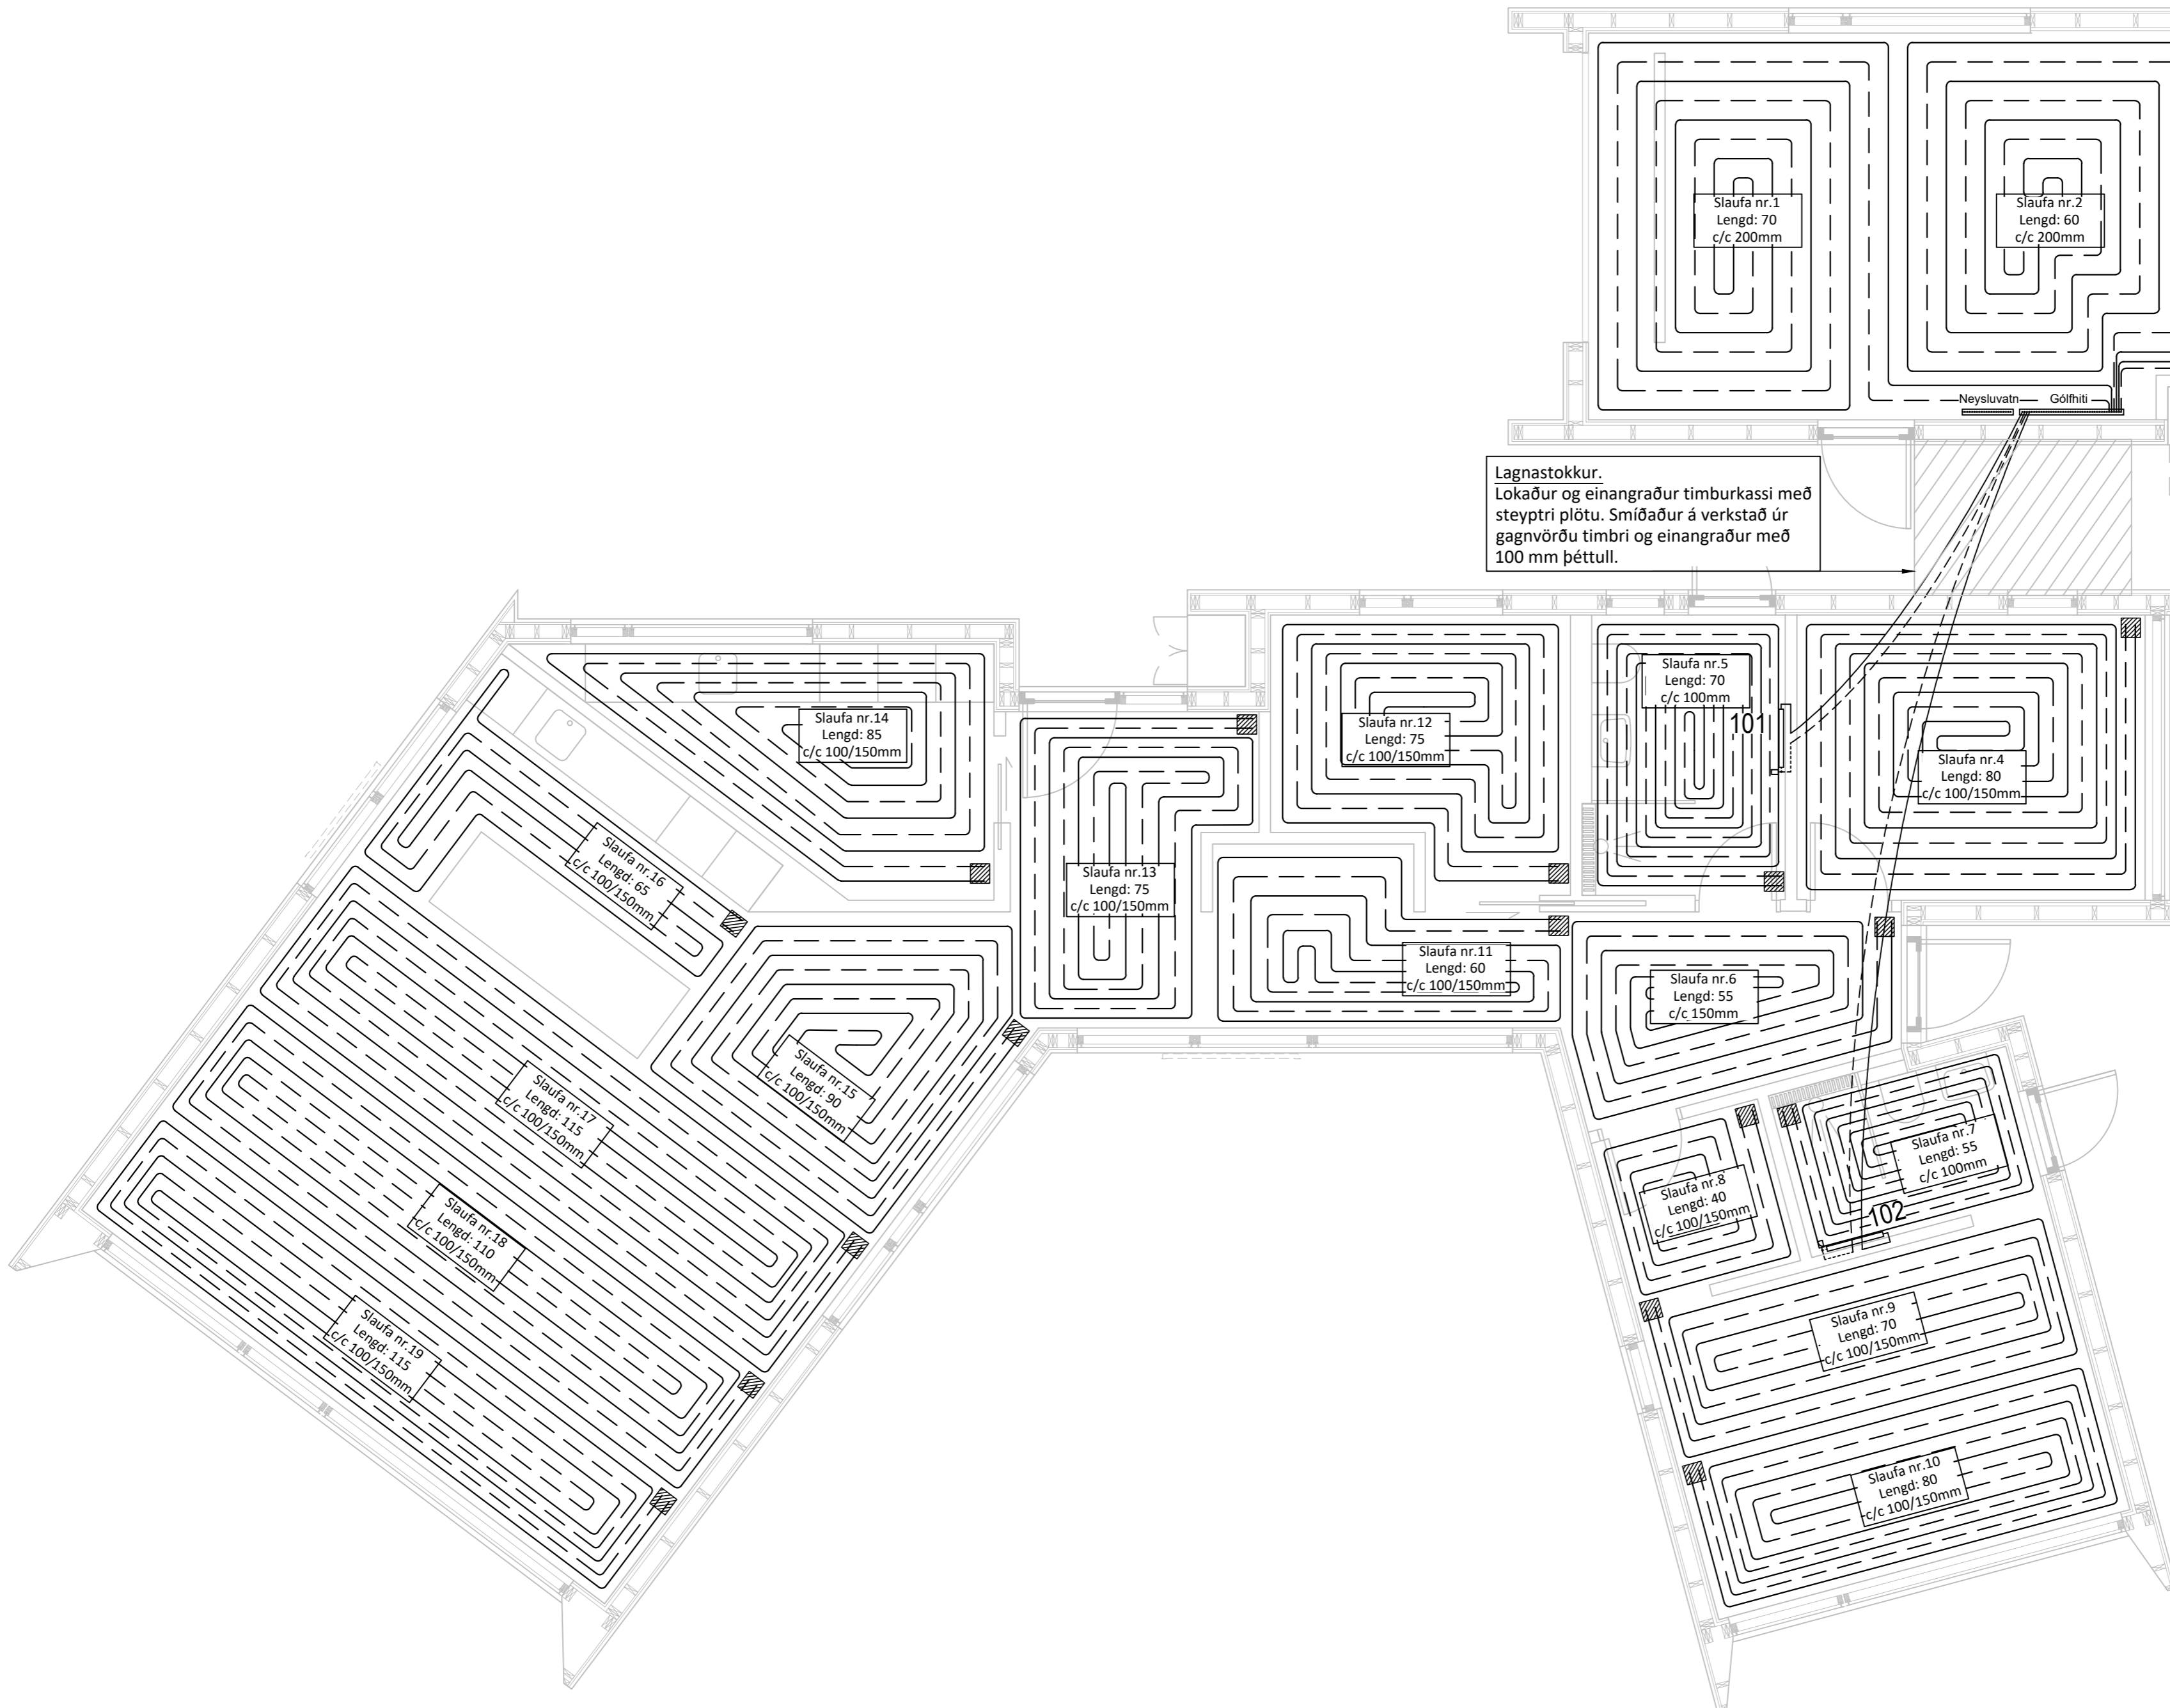 Slaufa nr.1
Lengd: 70
c/c 200mm
Slaufa nr.2
Lengd: 60
c/c 200mm
Neysluvatn
Gólfhiti
Lagnastokkur.
Lokaður og einangraður timburkassi með
steyptri plötu. Smíðaður á verkstað úr
gagnvörðu timbri og einangraður með
100 mm þéttull.
Slaufa nr.14
Lengd: 85
c/c 100/150mm
Slaufa nr.12
Lengd: 75
c/c 100/150mm
Slaufa nr.5
Lengd: 70
c/c 100mm
101
Slaufa nr.4
Lengd: 80
c/c 100/150mm
Slaufa nr.16
Lengd: 65
c/c 100/150mm
Slaufa nr.13
Lengd: 75
c/c 100/150mm
Slaufa nr.11
Lengd: 60
c/c 100/150mm
Slaufa nr.6
Lengd: 55
c/c 150mm
Slaufa nr.15
Lengd: 90
c/c 100/150mm
Slaufa nr.17
Lengd: 115
c/c 100/150mm
Slaufa nr.7
Lengd: 55
c/c 100mm
Slaufa nr.8
Lengd: 40
c/c 100/150mm
102
Slaufa nr.18
Lengd: 110
c/c 100/150mm
Slaufa nr.9
Lengd: 70
c/c 100/150mm
Slaufa nr.19
Lengd: 115
c/c 100/150mm
Slaufa nr.10
Lengd: 80
c/c 100/150mm